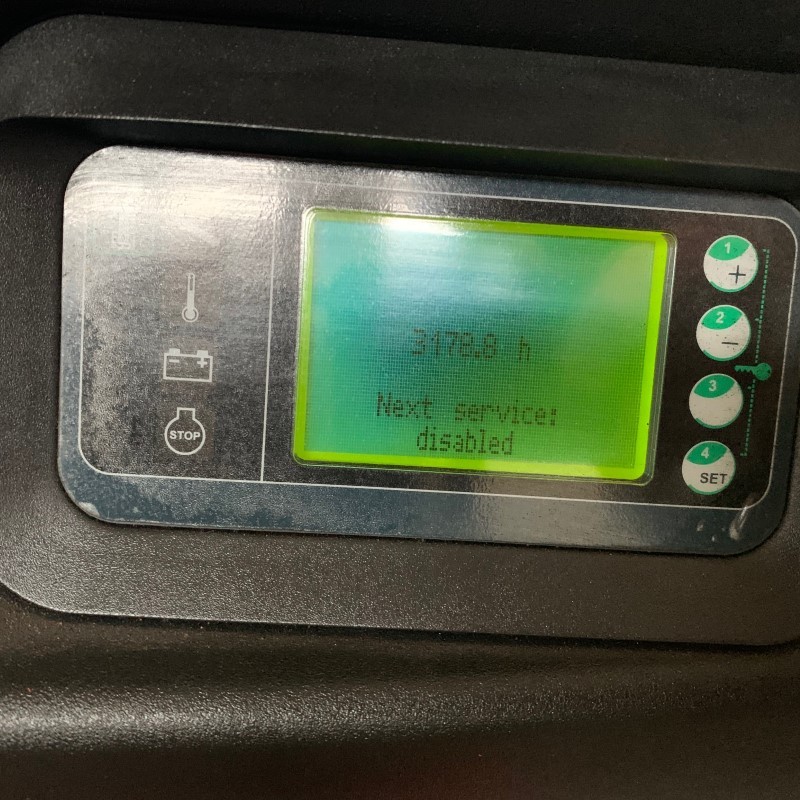 3178.8 h
Next service:
disabled
STOP
1
+
2
−
3
4
SET